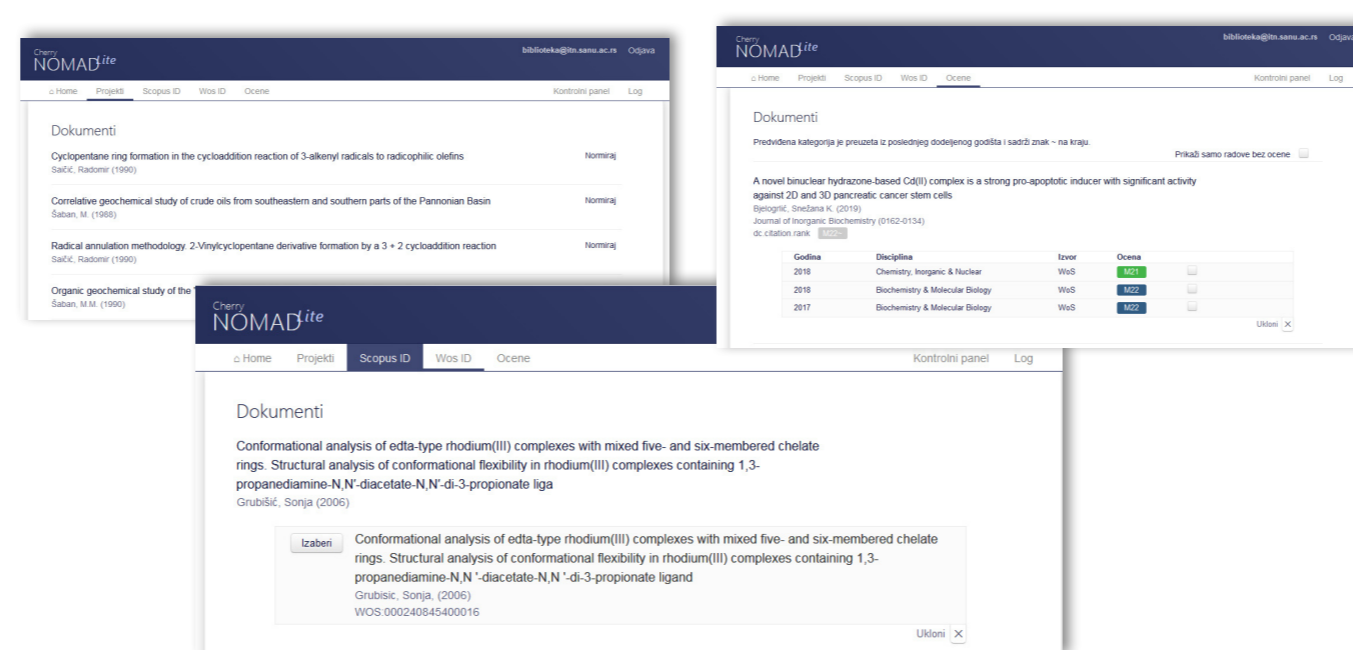 Cherry
NOMAD Lite
biblioteka@itn.sanu.ac.rs Odjava
Home Projekti Scopus ID Wos ID Ocene Kontrolni panel Log
Dokumenti
Cyclopentane ring formation in the cycloaddition reaction of 3-alkenyl radicals to radicophilic olefins Normiraj
Saičić, Radomir (1990)
Correlative geochemical study of crude oils from southeastern and southern parts of the Pannonian Basin Normiraj
Šaban, M. (1988)
Radical annulation methodology. 2-Vinylcyclopentane derivative formation by a 3 + 2 cycloaddition reaction Normiraj
Saičić, Radomir (1990)
Organic geochemical study of the
Šaban, M.M. (1990)
Cherry
NOMAD Lite
biblioteka@itn.sanu.ac.rs Odjava
Home Projekti Scopus ID Wos ID Ocene Kontrolni panel Log
Dokumenti
Predviđena kategorija je preuzeta iz poslednjeg dodeljenog godišta i sadrži znak ~ na kraju.
Prikaži samo radove bez ocene
A novel binuclear hydrazone-based Cd(II) complex is a strong pro-apoptotic inducer with significant activity
against 2D and 3D pancreatic cancer stem cells
Bjelogrlić, Snežana K. (2019)
Journal of Inorganic Biochemistry (0162-0134)
dc.citation.rank M22~
Godina Disciplina Izvor Ocena
2018 Chemistry, Inorganic & Nuclear WoS M21
2018 Biochemistry & Molecular Biology WoS M22
2017 Biochemistry & Molecular Biology WoS M22
Ukloni X
Cherry
NOMAD Lite
Home Projekti Scopus ID Wos ID Ocene Kontrolni panel Log
Dokumenti
Conformational analysis of edta-type rhodium(III) complexes with mixed five- and six-membered chelate
rings. Structural analysis of conformational flexibility in rhodium(III) complexes containing 1,3-
propanediamine-N,N'-diacetate-N,N'-di-3-propionate liga
Grubišić, Sonja (2006)
Izaberi Conformational analysis of edta-type rhodium(III) complexes with mixed five- and six-membered chelate
rings. Structural analysis of conformational flexibility in rhodium(III) complexes containing 1,3-
propanediamine-N,N '-diacetate-N,N '-di-3-propionate ligand
Grubisic, Sonja, (2006)
WOS:000240845400016
Ukloni X